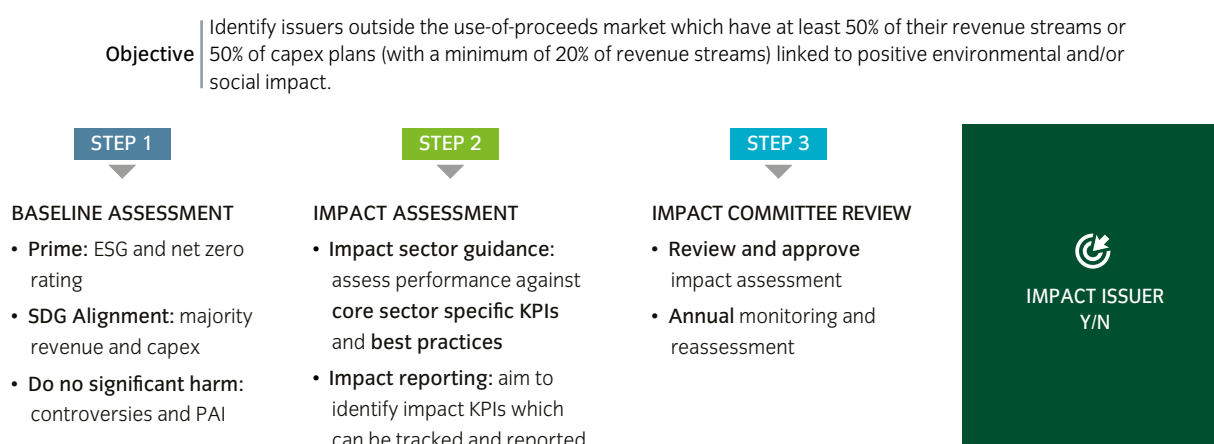 Objective
Identify issuers outside the use-of-proceeds market which have at least 50% of their revenue streams or
50% of capex plans (with a minimum of 20% of revenue streams) linked to positive environmental and/or
social impact.
STEP 1
BASELINE ASSESSMENT
• Prime: ESG and net zero
rating
• SDG Alignment: majority
revenue and capex
• Do no significant harm:
controversies and PAI
STEP 2
IMPACT ASSESSMENT
• Impact sector guidance:
assess performance against
core sector specific KPIs
and best practices
• Impact reporting: aim to
identify impact KPIs which
can be tracked and reported
STEP 3
IMPACT COMMITTEE REVIEW
• Review and approve
impact assessment
• Annual monitoring and
reassessment
IMPACT ISSUER
Y/N